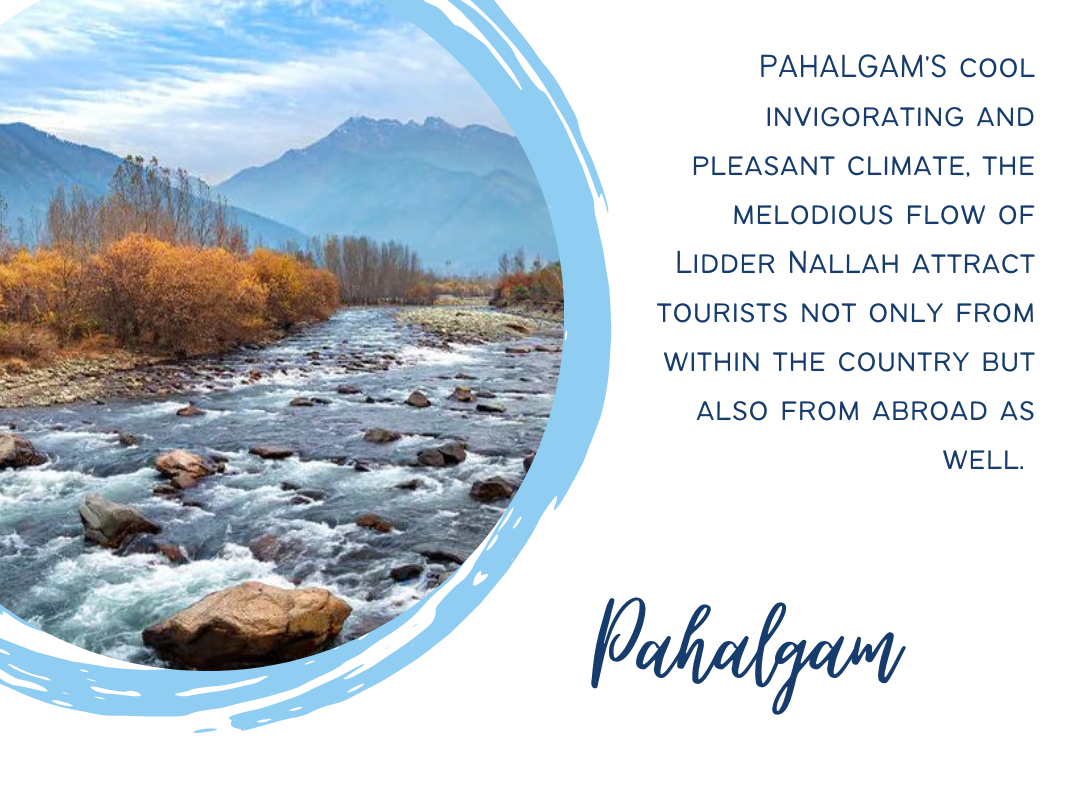 PAHALGAM'S COOL
INVIGORATING AND
PLEASANT CLIMATE, THE
MELODIOUS FLOW OF
LIDDER NALLAH ATTRACT
TOURISTS NOT ONLY FROM
WITHIN THE COUNTRY BUT
ALSO FROM ABROAD AS
WELL.
Pahalgam